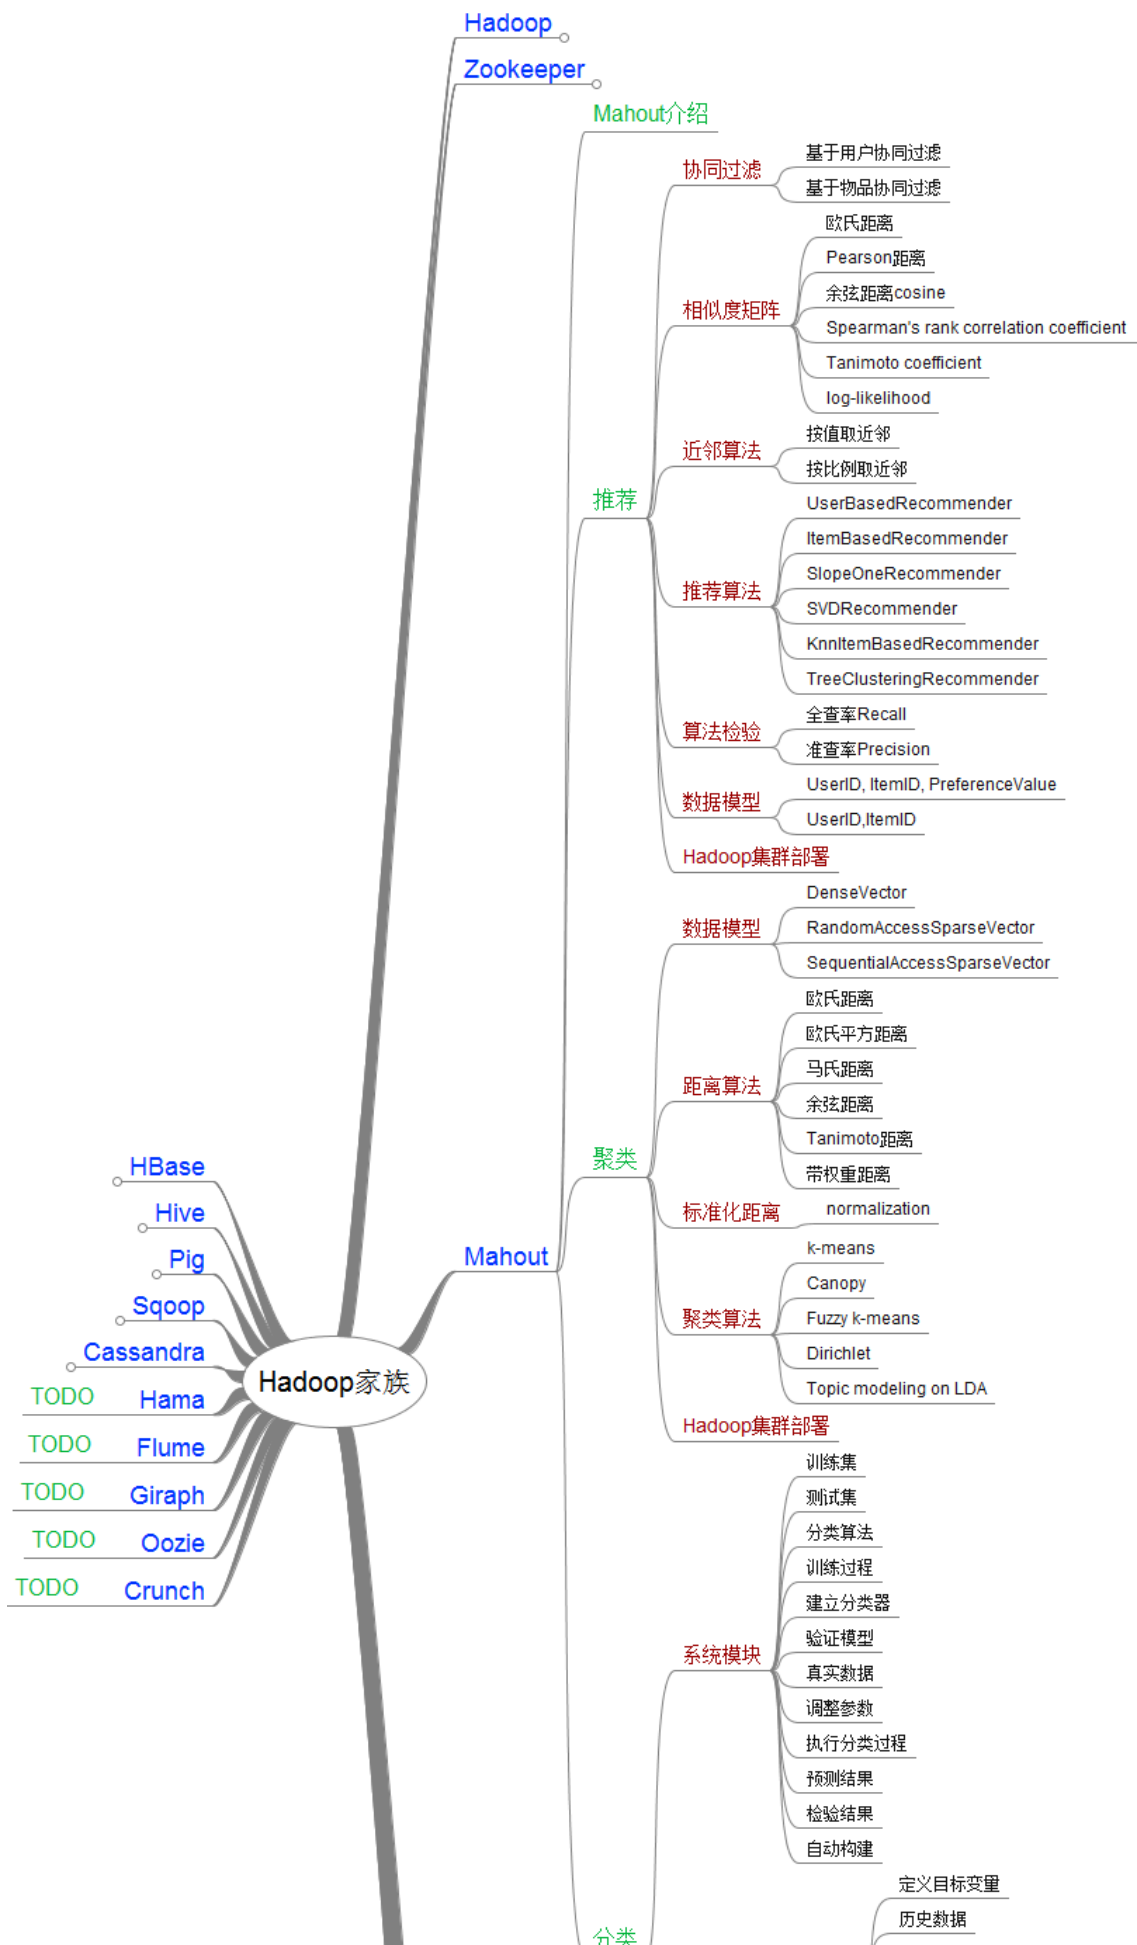 Hadoop
Zookeeper
Mahout介绍
协同过滤
基于用户协同过滤
基于物品协同过滤
相似度矩阵
欧氏距离
Pearson距离
余弦距离cosine
Spearman's rank correlation coefficient
Tanimoto coefficient
log-likelihood
近邻算法
按值取近邻
按比例取近邻
推荐
推荐算法
UserBasedRecommender
ItemBasedRecommender
SlopeOneRecommender
SVDRecommender
KnnItemBasedRecommender
TreeClusteringRecommender
算法检验
全查率Recall
准查率Precision
数据模型
UserID, ItemID, PreferenceValue
UserID,ItemID
Hadoop集群部署
数据模型
DenseVector
RandomAccessSparseVector
SequentialAccessSparseVector
距离算法
欧氏距离
欧氏平方距离
马氏距离
余弦距离
Tanimoto距离
带权重距离
聚类
标准化距离
normalization
Mahout
聚类算法
k-means
Canopy
Fuzzy k-means
Dirichlet
Topic modeling on LDA
Hadoop集群部署
HBase
Hive
Pig
Sqoop
Cassandra
Hadoop家族
TODO Hama
TODO Flume
TODO Giraph
TODO Oozie
TODO Crunch
系统模块
训练集
测试集
分类算法
训练过程
建立分类器
验证模型
真实数据
调整参数
执行分类过程
预测结果
检验结果
自动构建
定义目标变量
历史数据
分类